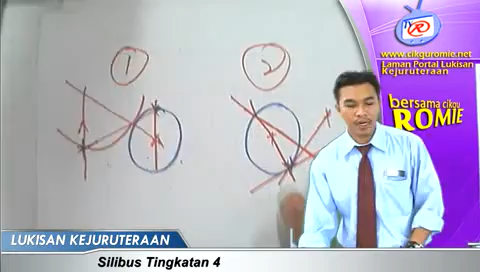 1
2
R
www.cikguromie.net
Laman Portal Lukisan
Kejuruteraan
bersama cikgu
ROMIE
LUKISAN KEJURUTERAAN
Silibus Tingkatan 4